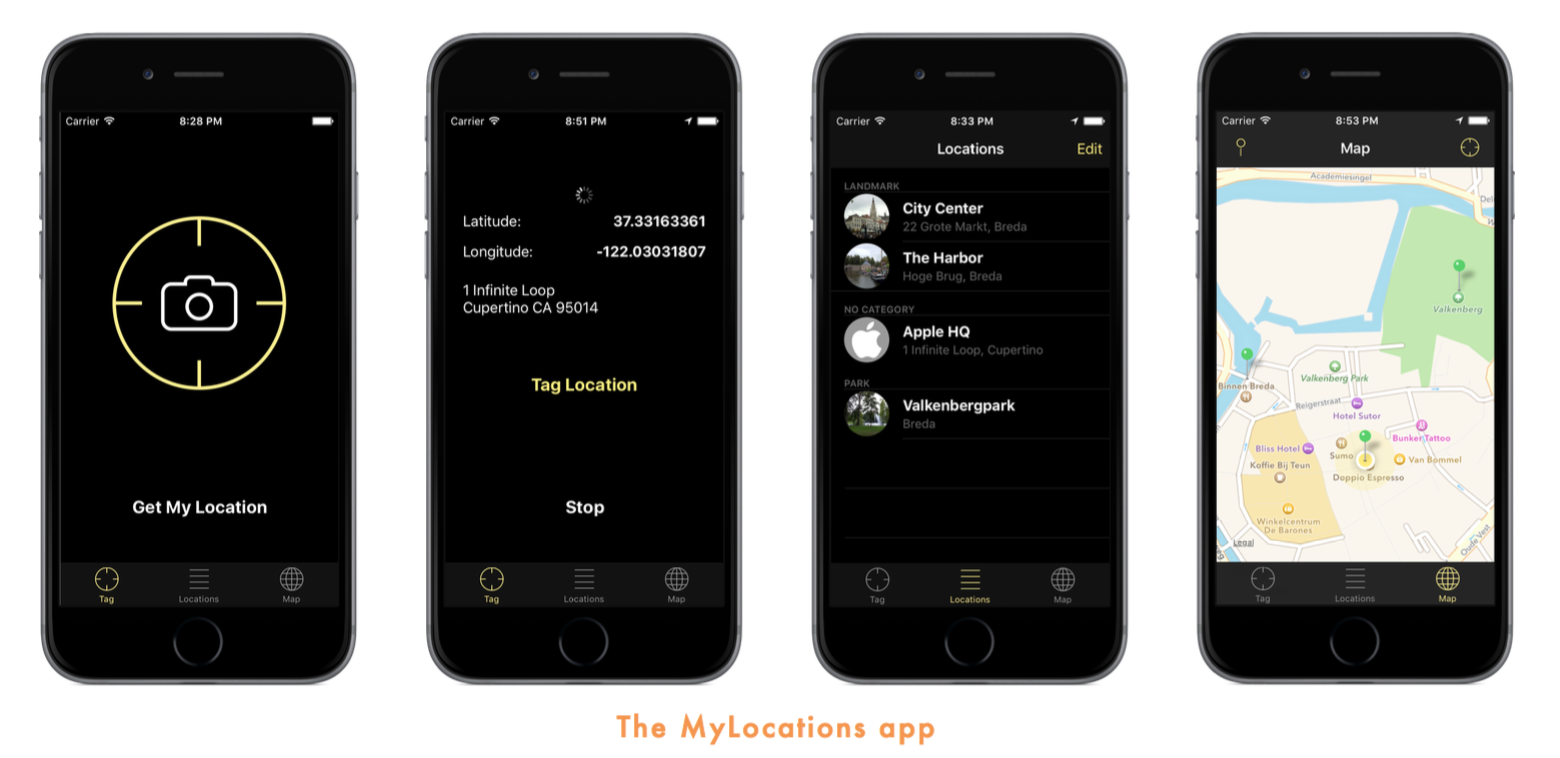 Carrier 8:28 PM
Get My Location
Tag Locations Map
Carrier 8:51 PM
Latitude: 37.33163361
Longitude: -122.03031807
1 Infinite Loop
Cupertino CA 95014
Tag Location
Stop
Tag Locations Map
Carrier 8:33 PM
Locations Edit
LANDMARK
City Center
22 Grote Markt, Breda
The Harbor
Hoge Brug, Breda
NO CATEGORY
Apple HQ
1 Infinite Loop, Cupertino
PARK
Valkenbergpark
Breda
Tag Locations Map
Carrier 8:53 PM
Map
Academiesingel
Valkenberg
Binnen Breda
Valkenberg Park
Reigerstraat
Hotel Sutor
Bunker Tattoo
Bliss Hotel
Sumo
Van Bommel
Koffie Bij Teun
Doppio Espresso
Winkelcentrum
De Barones
Legal
Oude Vest
Tag Locations Map
The MyLocations app